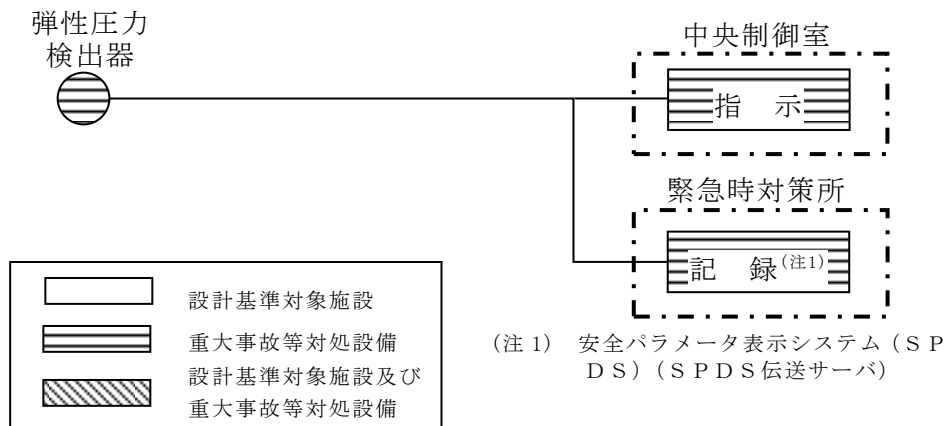 弾性圧力
検出器
中央制御室
指　示
緊急時対策所
記　録(注1)
設計基準対象施設
重大事故等対処設備
設計基準対象施設及び
重大事故等対処設備
(注 1)　安全パラメータ表示システム（ＳＰ
ＤＳ）（ＳＰＤＳ伝送サーバ）